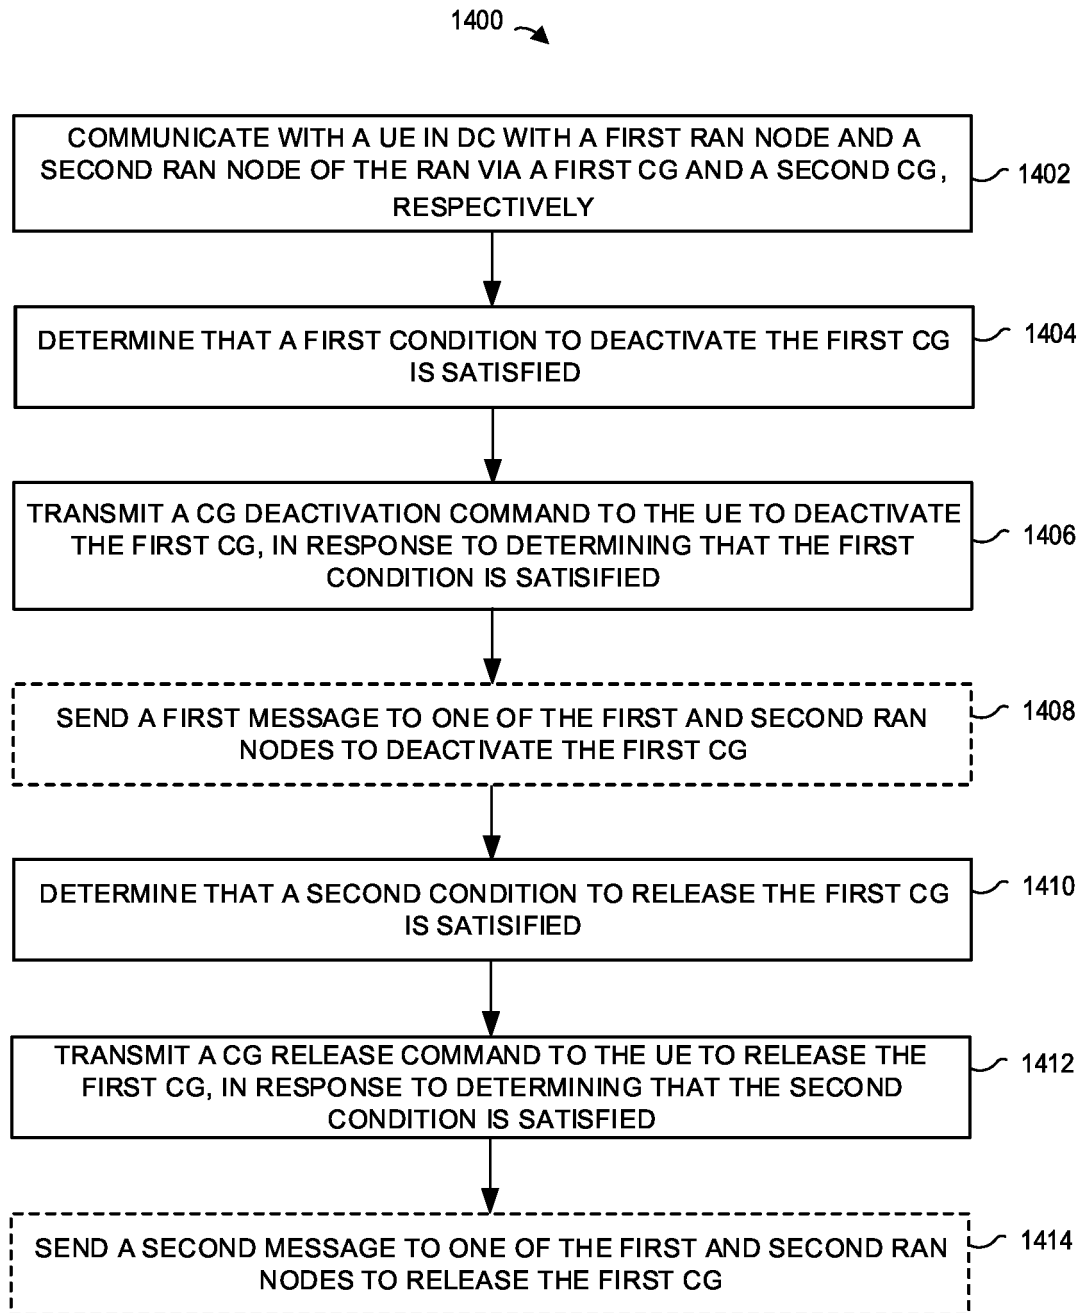 1400
COMMUNICATE WITH A UE IN DC WITH A FIRST RAN NODE AND A
SECOND RAN NODE OF THE RAN VIA A FIRST CG AND A SECOND CG,
RESPECTIVELY
1402
DETERMINE THAT A FIRST CONDITION TO DEACTIVATE THE FIRST CG
IS SATISFIED
1404
TRANSMIT A CG DEACTIVATION COMMAND TO THE UE TO DEACTIVATE
THE FIRST CG, IN RESPONSE TO DETERMINING THAT THE FIRST
CONDITION IS SATISIFIED
1406
SEND A FIRST MESSAGE TO ONE OF THE FIRST AND SECOND RAN
NODES TO DEACTIVATE THE FIRST CG
1408
DETERMINE THAT A SECOND CONDITION TO RELEASE THE FIRST CG
IS SATISIFIED
1410
TRANSMIT A CG RELEASE COMMAND TO THE UE TO RELEASE THE
FIRST CG, IN RESPONSE TO DETERMINING THAT THE SECOND
CONDITION IS SATISFIED
1412
SEND A SECOND MESSAGE TO ONE OF THE FIRST AND SECOND RAN
NODES TO RELEASE THE FIRST CG
1414